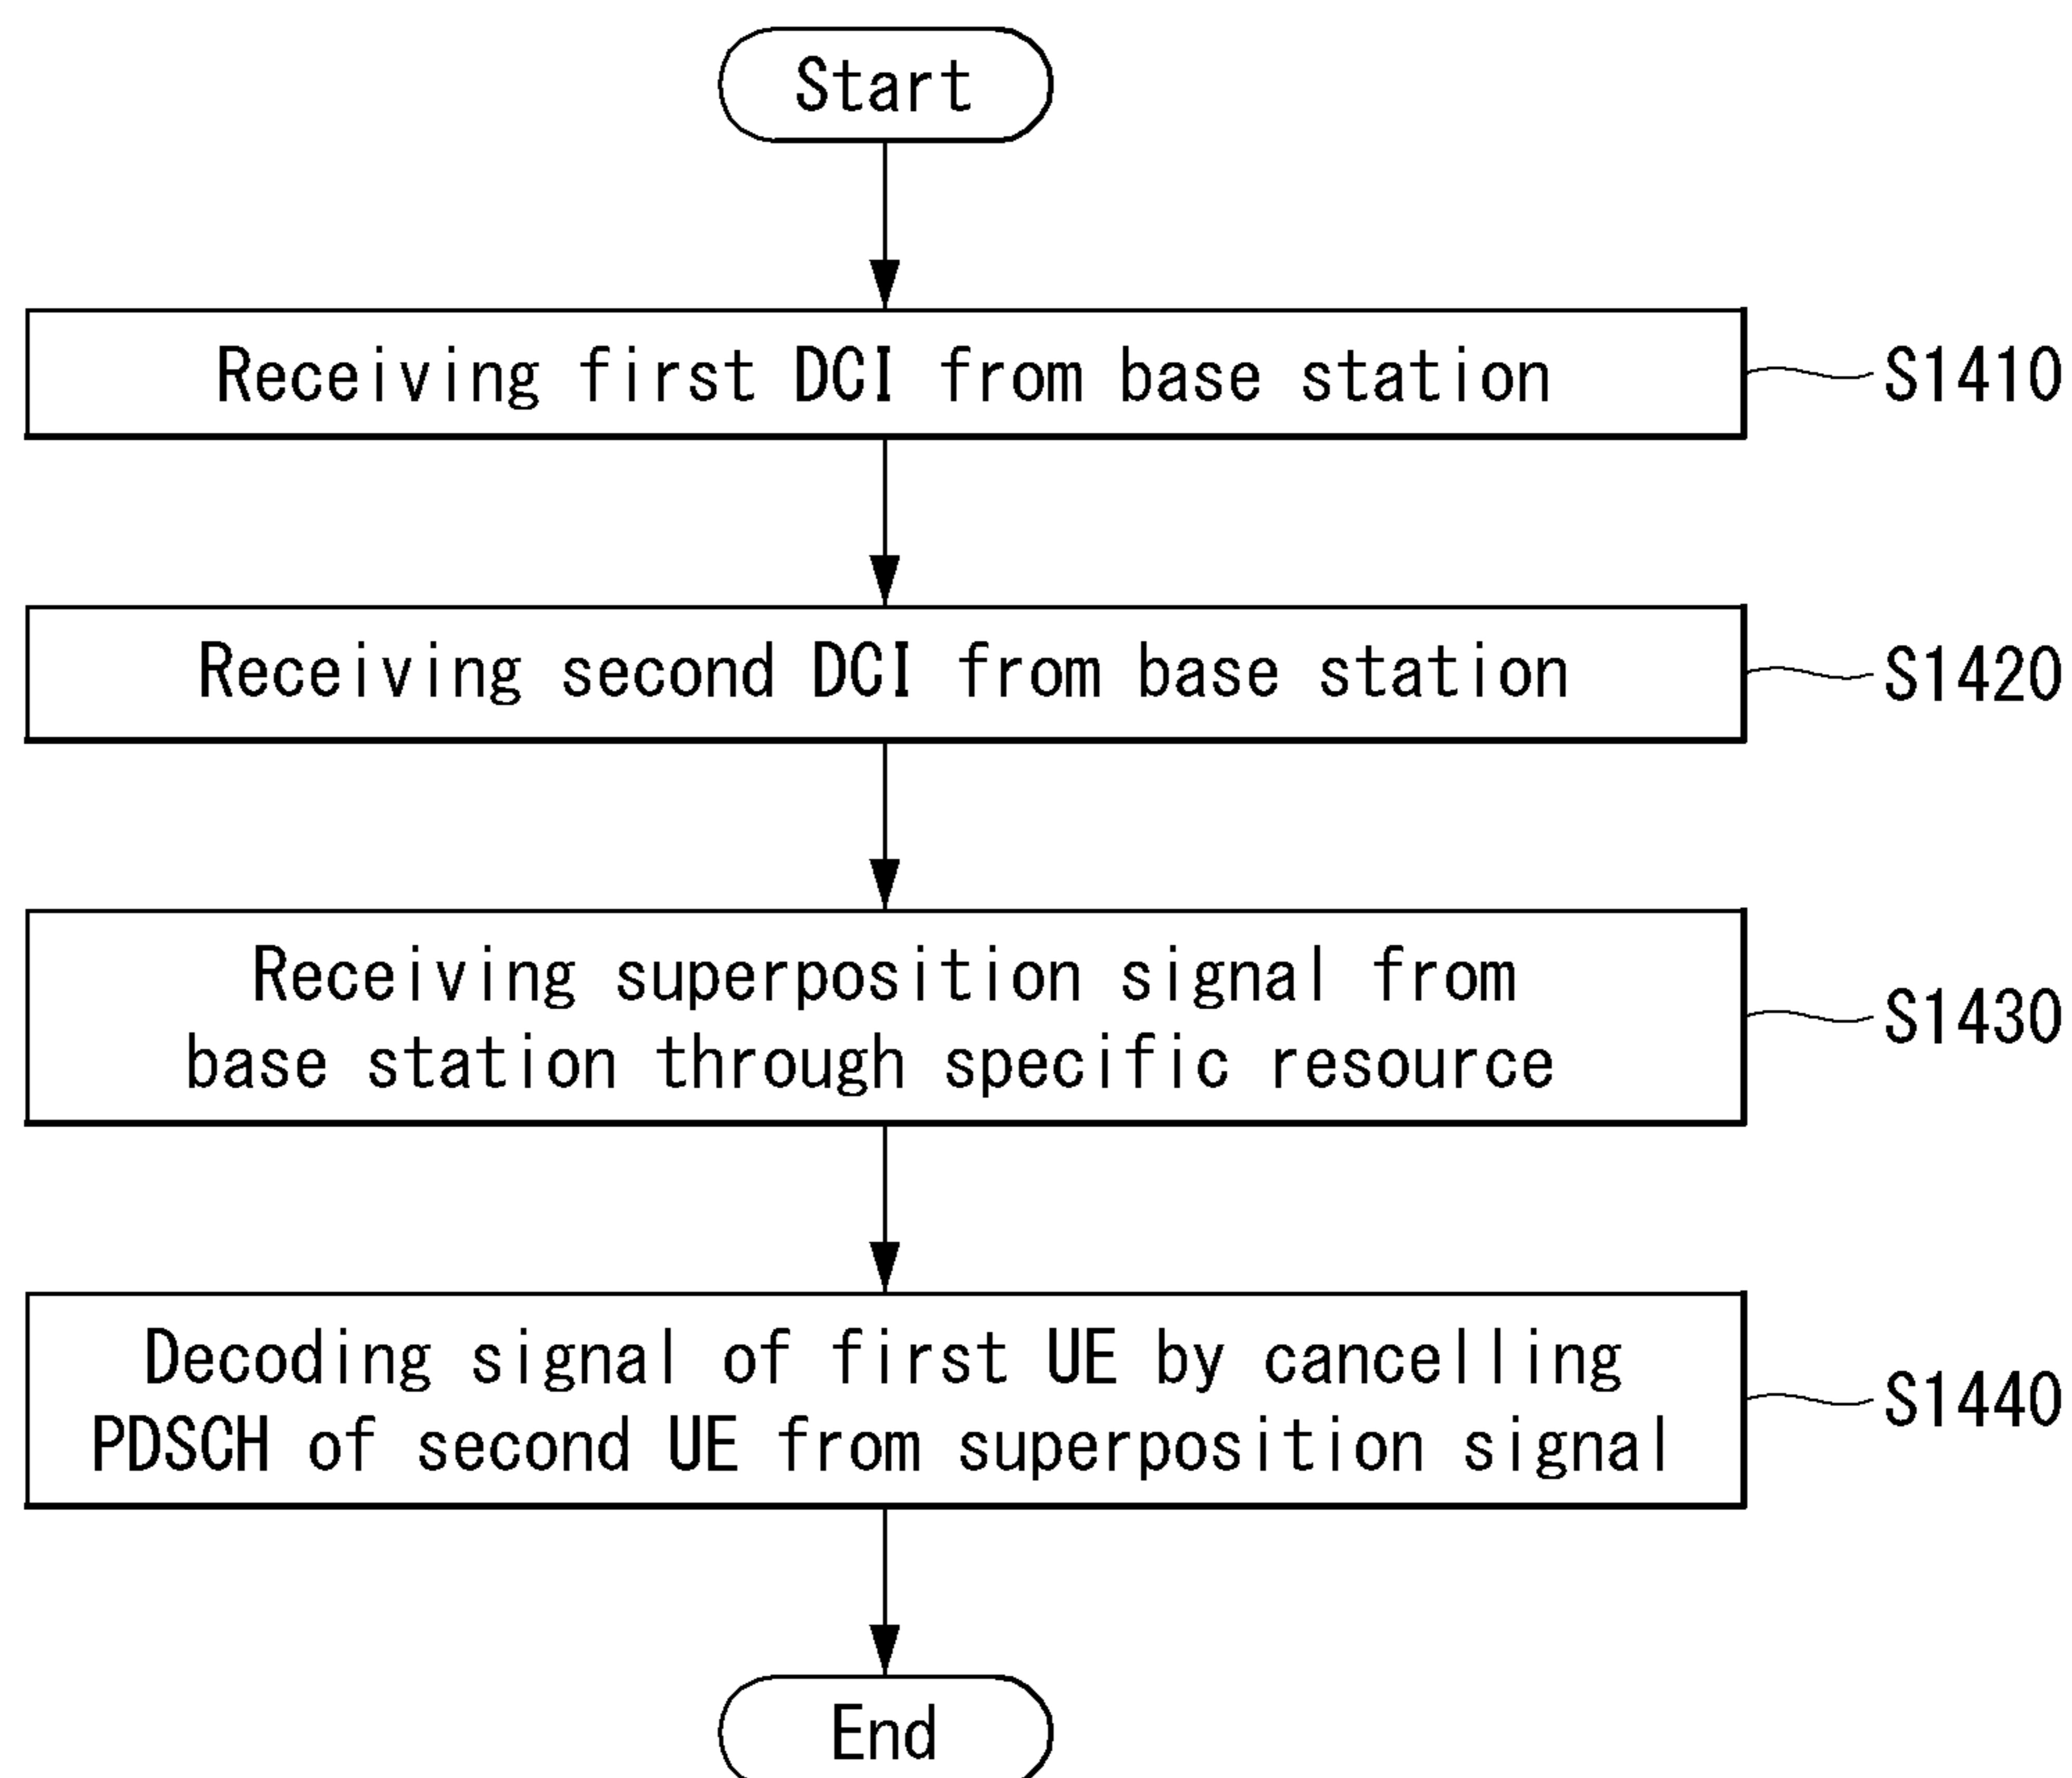 Start
Receiving first DCI from base station
S1410
Receiving second DCI from base station
S1420
Receiving superposition signal from
base station through specific resource
S1430
Decoding signal of first UE by cancelling
PDSCH of second UE from superposition signal
S1440
End